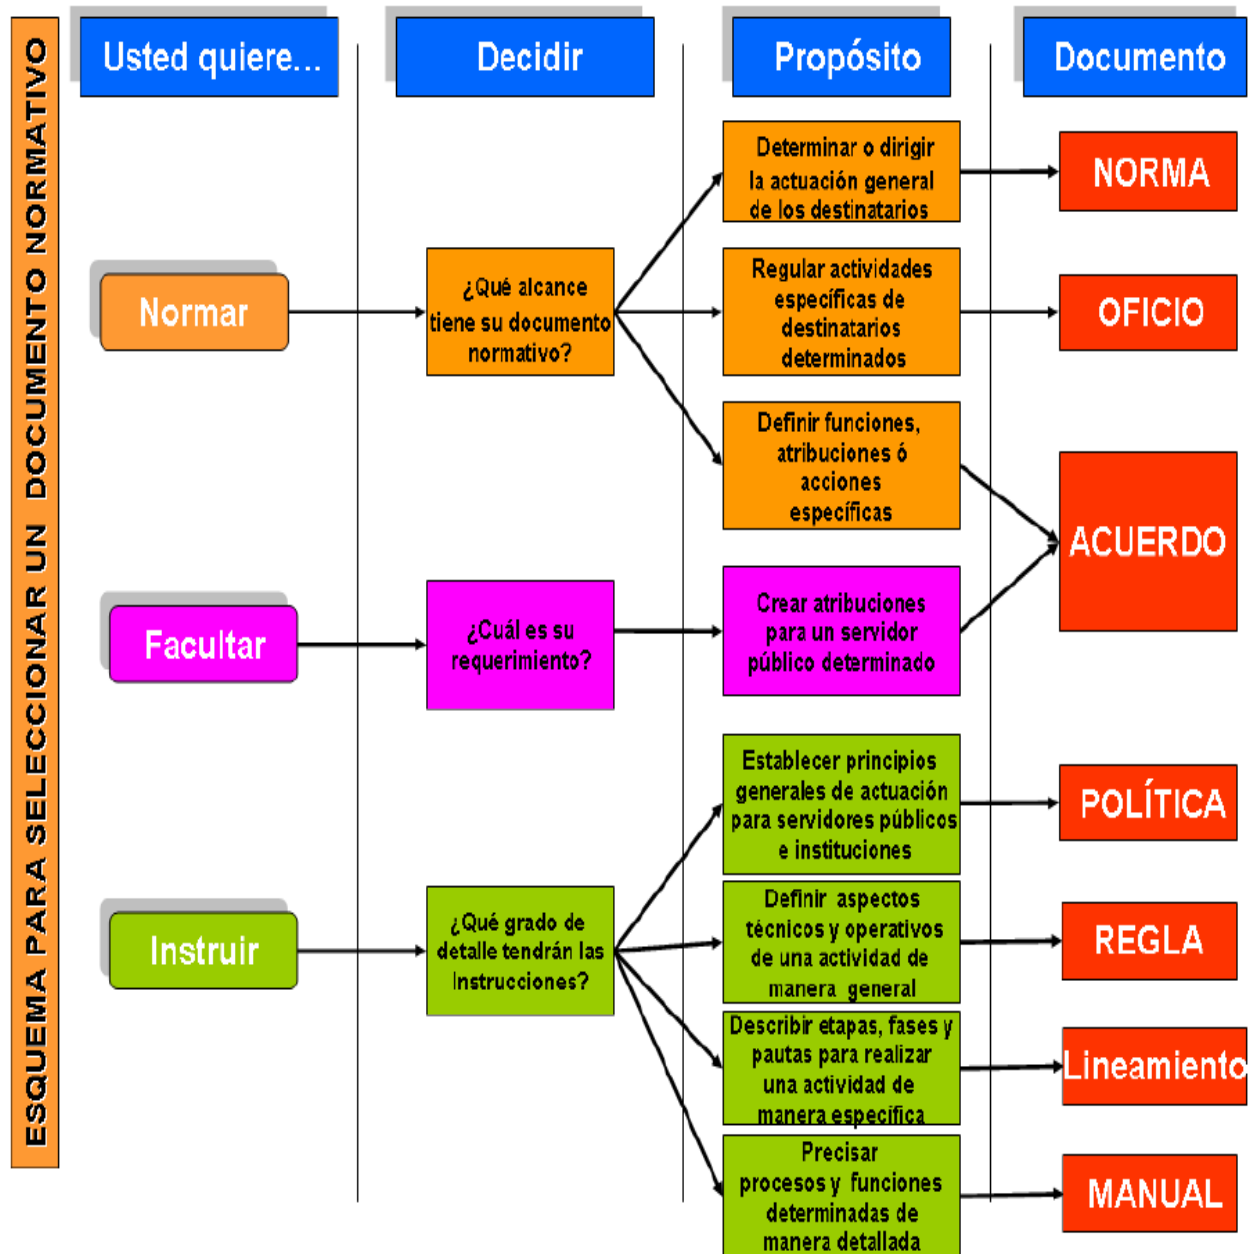 ESQUEMA PARA SELECCIONAR UN DOCUMENTO NORMATIVO
Usted quiere...
Decidir
Propósito
Documento
Normar
¿Qué alcance
tiene su documento
normativo?
Determinar o dirigir
la actuación general
de los destinatarios
NORMA
Regular actividades
específicas de
destinatarios
determinados
OFICIO
Definir funciones,
atribuciones ó
acciones
específicas
ACUERDO
Facultar
¿Cuál es su
requerimiento?
Crear atribuciones
para un servidor
público determinado
Instruir
¿Qué grado de
detalle tendrán las
Instrucciones?
Establecer principios
generales de actuación
para servidores públicos
e instituciones
POLÍTICA
Definir aspectos
técnicos y operativos
de una actividad de
manera general
REGLA
Describir etapas, fases y
pautas para realizar
una actividad de
manera específica
Lineamiento
Precisar
procesos y funciones
determinadas de
manera detallada
MANUAL